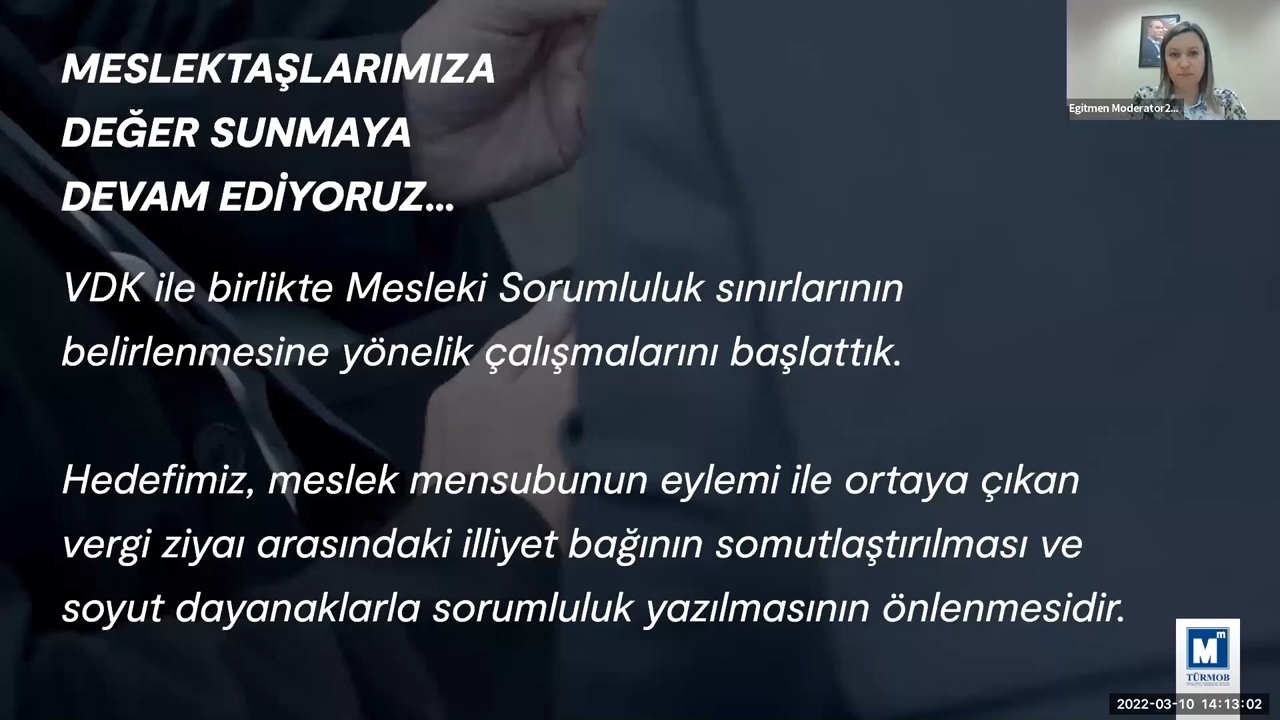 MESLEKTAŞLARIMIZA
DEĞER SUNMAYA
DEVAM EDİYORUZ...
VDK ile birlikte Mesleki Sorumluluk sınırlarının
belirlenmesine yönelik çalışmalarını başlattık.
Hedefimiz, meslek mensubunun eylemi ile ortaya çıkan
vergi ziyaı arasındaki illiyet bağının somutlaştırılması ve
soyut dayanaklarla sorumluluk yazılmasının önlenmesidir.
Egitmen Moderator2...
Mm
TÜRMOB
2022-03-10 14:13:02